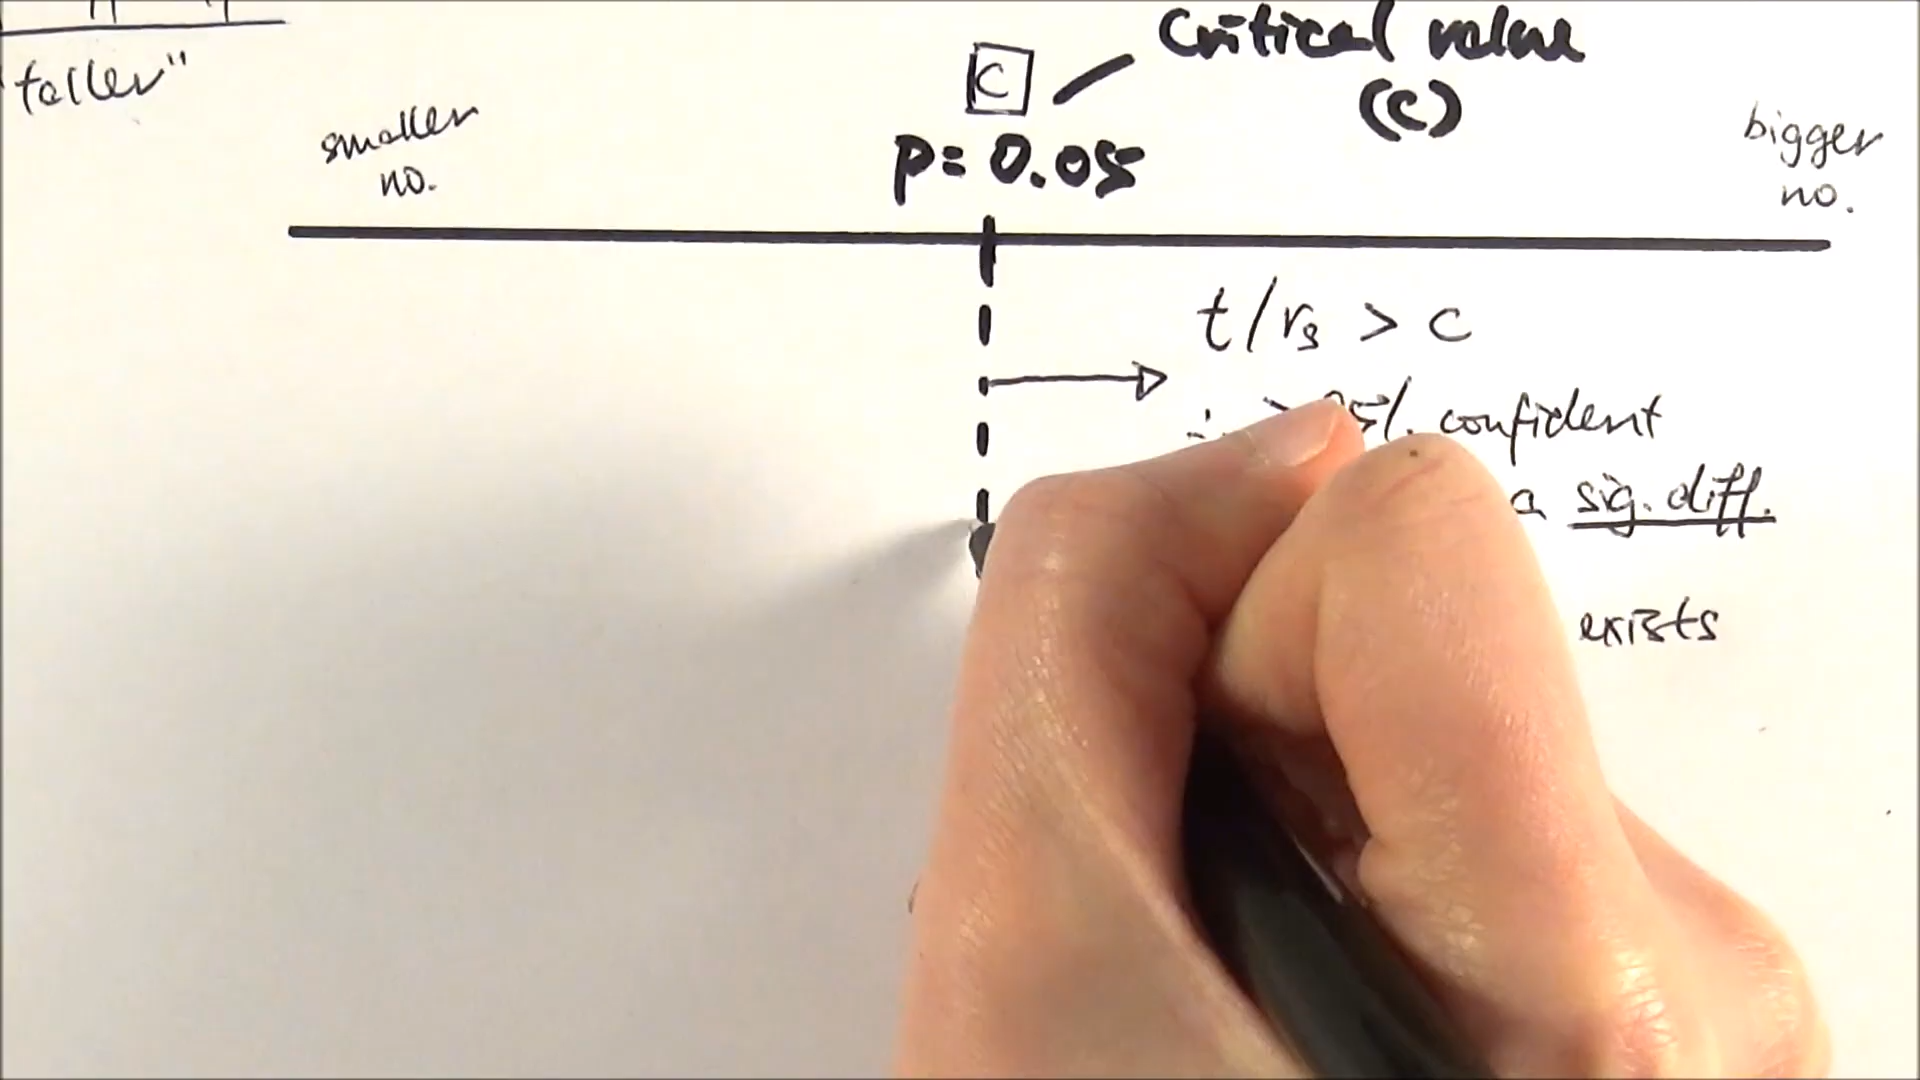 taller"
smaller
no.
C
Critical value
(C)
p= 0.05
bigger
no.
t/rs > c
confident
a sig. diff.
exists